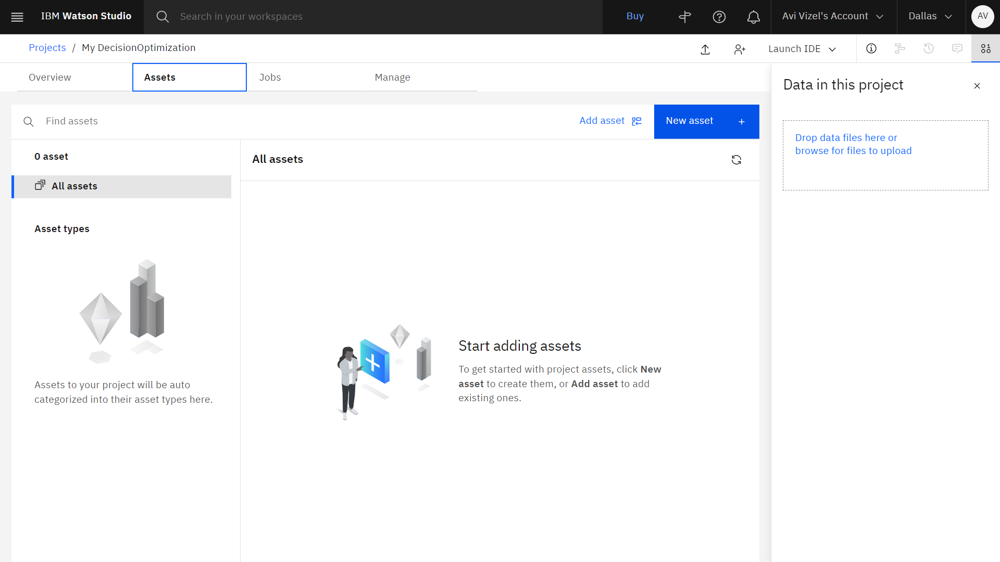 IBM Watson Studio
Search in your workspaces
Buy
Avi Vizel's Account
Dallas
AV
Projects / My DecisionOptimization
Launch IDE
Overview
Assets
Jobs
Manage
Data in this project
Find assets
Add asset
New asset
Drop data files here or
browse for files to upload
0 asset
All assets
All assets
Asset types
Assets to your project will be auto
categorized into their asset types here.
Start adding assets
To get started with project assets, click New
asset to create them, or Add asset to add
existing ones.